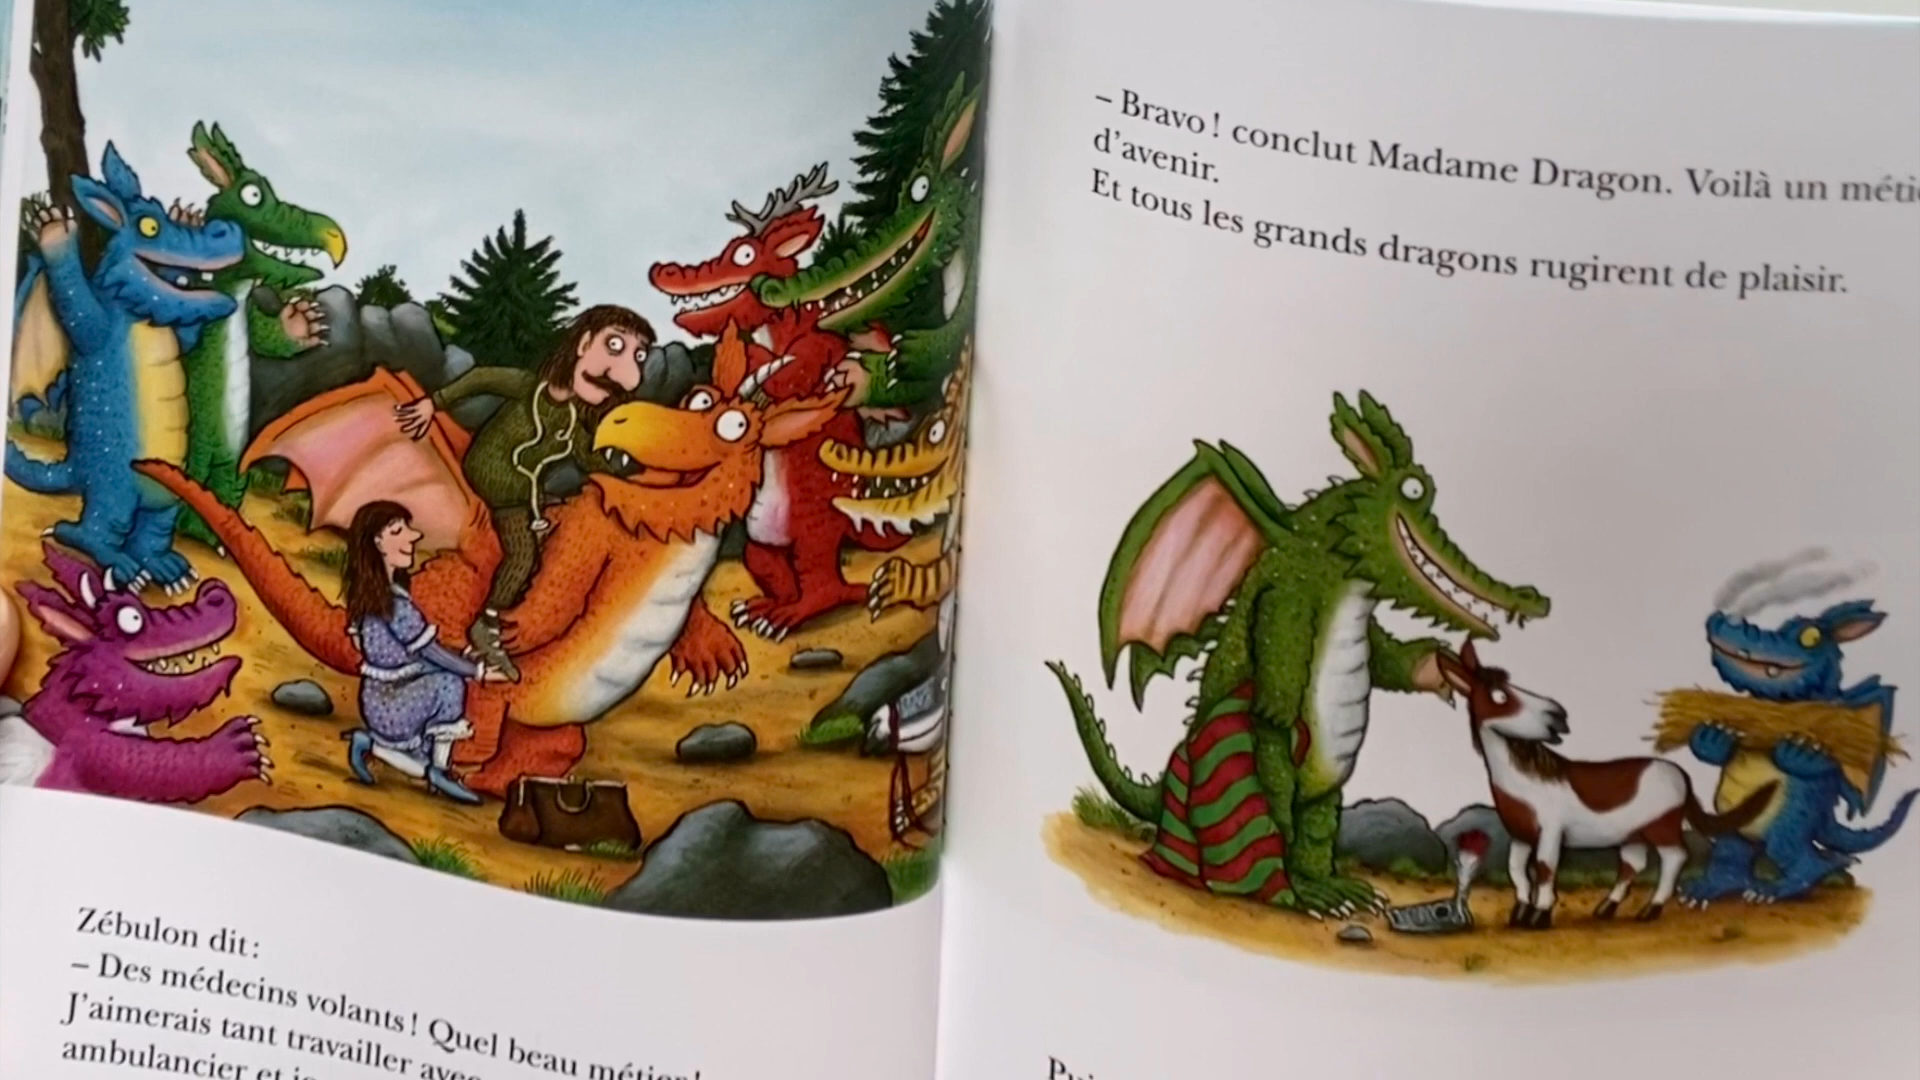 Zébulon dit :
– Des médecins volants ! Quel beau métier !
J'aimerais tant travailler avec
ambulancier et je
– Bravo ! conclut Madame Dragon. Voilà un
d'avenir.
Et tous les grands dragons rugirent de plaisir.